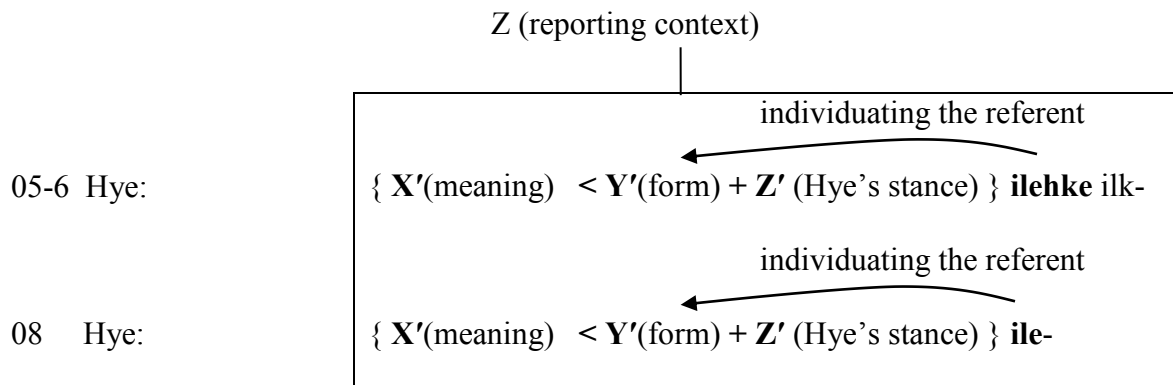 Z (reporting context)
individuating the referent
05-6 Hye: { X′(meaning) < Y′(form) + Z′ (Hye’s stance) } ilehke ilk-
individuating the referent
08 Hye: { X′(meaning) < Y′(form) + Z′ (Hye’s stance) } ile-